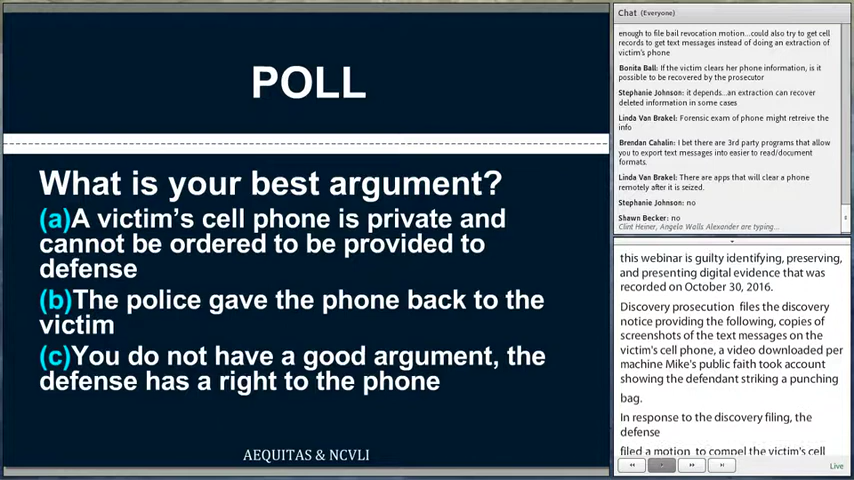 POLL
What is your best argument?
(a)A victim's cell phone is private and
cannot be ordered to be provided to
defense
(b)The police gave the phone back to the
victim
(c)You do not have a good argument, the
defense has a right to the phone
AEQUITAS & NCVLI
Chat (Everyone)
enough to file bail revocation motion...could also try to get cell
records to get text messages instead of doing an extraction of
victim's phone
Bonita Ball: If the victim clears her phone information, is it
possible to be recovered by the prosecutor
Stephanie Johnson: it depends...an extraction can recover
deleted information in some cases
Linda Van Brakel: Forensic exam of phone might retreive the
info
Brendan Cahalin: I bet there are 3rd party programs that allow
you to export text messages into easier to read/document
formats.
Linda Van Brakel: There are apps that will clear a phone
remotely after it is seized.
Stephanie Johnson: no
Shawn Becker: no
Clint Heiner, Angela Walls Alexander are typing...
this webinar is guilty identifying, preserving,
and presenting digital evidence that was
recorded on October 30, 2016.
Discovery prosecution files the discovery
notice providing the following, copies of
screenshots of the text messages on the
victim's cell phone, a video downloaded per
machine Mike's public faith took account
showing the defendant striking a punching
bag.
In response to the discovery filing, the
defense
filed a motion to compel the victim's cell
Live